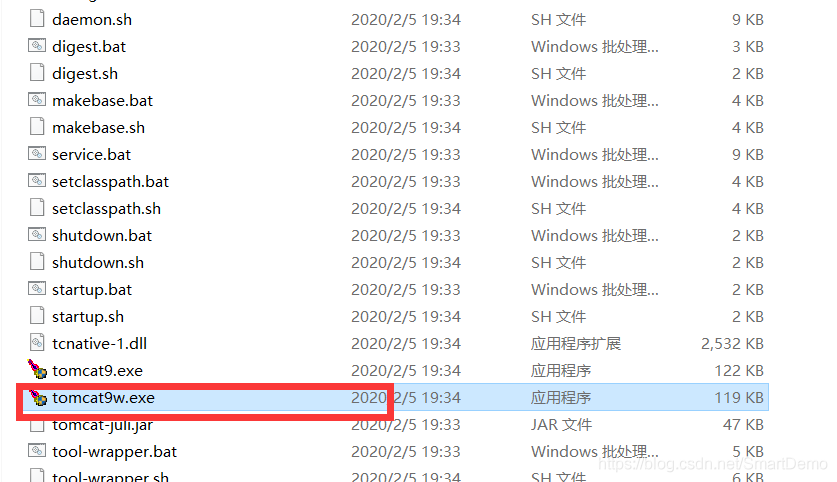 daemon.sh 2020/2/5 19:34 SH 文件 9 KB
digest.bat 2020/2/5 19:33 Windows 批处理... 3 KB
digest.sh 2020/2/5 19:34 SH 文件 2 KB
makebase.bat 2020/2/5 19:33 Windows 批处理... 4 KB
makebase.sh 2020/2/5 19:34 SH 文件 4 KB
service.bat 2020/2/5 19:33 Windows 批处理... 9 KB
setclasspath.bat 2020/2/5 19:33 Windows 批处理... 4 KB
setclasspath.sh 2020/2/5 19:34 SH 文件 4 KB
shutdown.bat 2020/2/5 19:33 Windows 批处理... 2 KB
shutdown.sh 2020/2/5 19:34 SH 文件 2 KB
startup.bat 2020/2/5 19:33 Windows 批处理... 2 KB
startup.sh 2020/2/5 19:34 SH 文件 2 KB
tcnative-1.dll 2020/2/5 19:34 应用程序扩展 2,532 KB
tomcat9.exe 2020/2/5 19:34 应用程序 122 KB
tomcat9w.exe 2020/2/5 19:34 应用程序 119 KB
tomcat-juli.jar 2020/2/5 19:34 JAR 文件 47 KB
tool-wrapper.bat 2020/2/5 19:33 Windows 批处理... 5 KB
https://blog.csdn.net/SmartDemo
tool-wrapper.sh 2020/2/5 19:34 SH 文件 6 KB